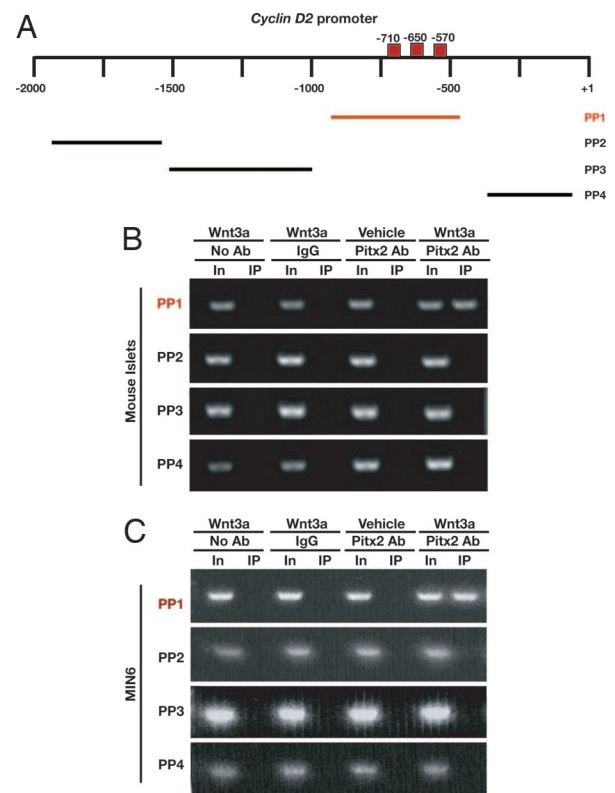 A
Cyclin D2 promoter
-710 -650 -570
-2000 -1500 -1000 -500 +1
PP1
PP2
PP3
PP4
B
Wnt3a Wnt3a Vehicle Wnt3a
No Ab IgG Pitx2 Ab Pitx2 Ab
In IP In IP In IP In IP
Mouse Islets
PP1
PP2
PP3
PP4
C
Wnt3a Wnt3a Vehicle Wnt3a
No Ab IgG Pitx2 Ab Pitx2 Ab
In IP In IP In IP In IP
MIN6
PP1
PP2
PP3
PP4